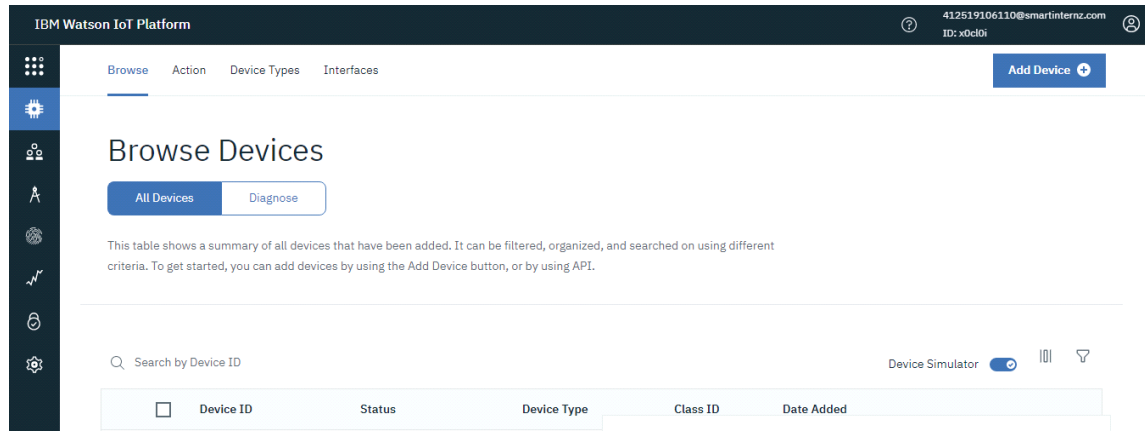 IBM Watson IoT Platform
412519106110@smartinternz.com
ID: x0cl0i
Browse Action Device Types Interfaces
Add Device
Browse Devices
All Devices Diagnose
This table shows a summary of all devices that have been added. It can be filtered, organized, and searched on using different
criteria. To get started, you can add devices by using the Add Device button, or by using API.
Search by Device ID
Device Simulator
Device ID Status Device Type Class ID Date Added